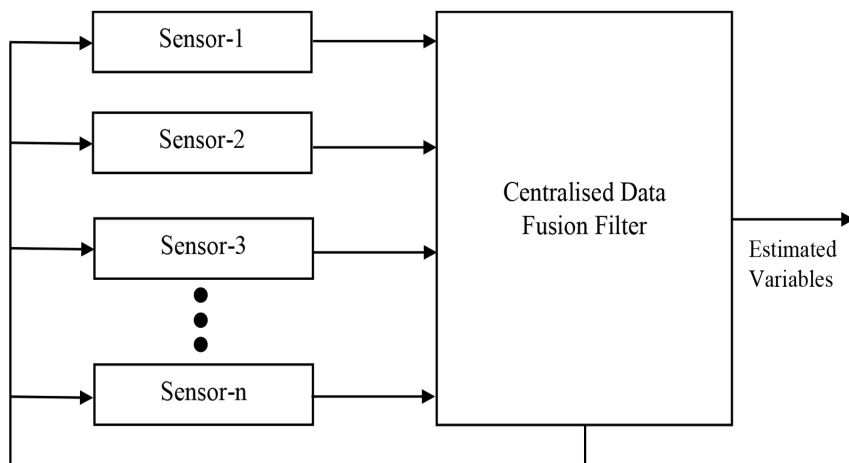 Sensor-1
Sensor-2
Sensor-3
Sensor-n
Centralised Data
Fusion Filter
Estimated
Variables